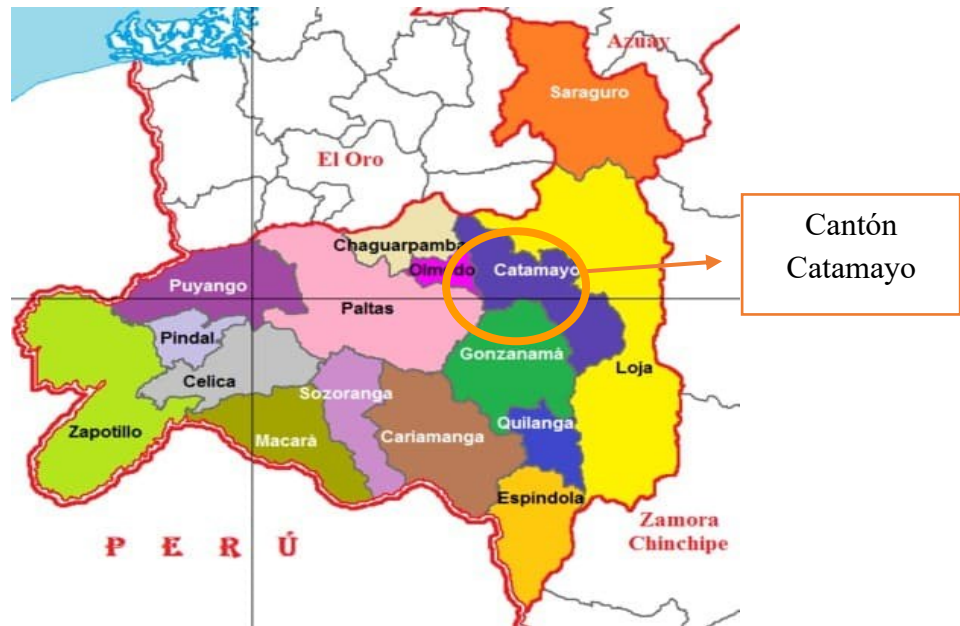 Azuay
Saraguro
El Oro
Chaguarpamba
Olmedo
Catamayo
Cantón
Catamayo
Puyango
Paltas
Pindal
Gonzanamá
Loja
Celica
Sozoranga
Zapotillo
Macará
Cariamanga
Quilanga
Espíndola
Zamora
Chinchipe
P E R Ú